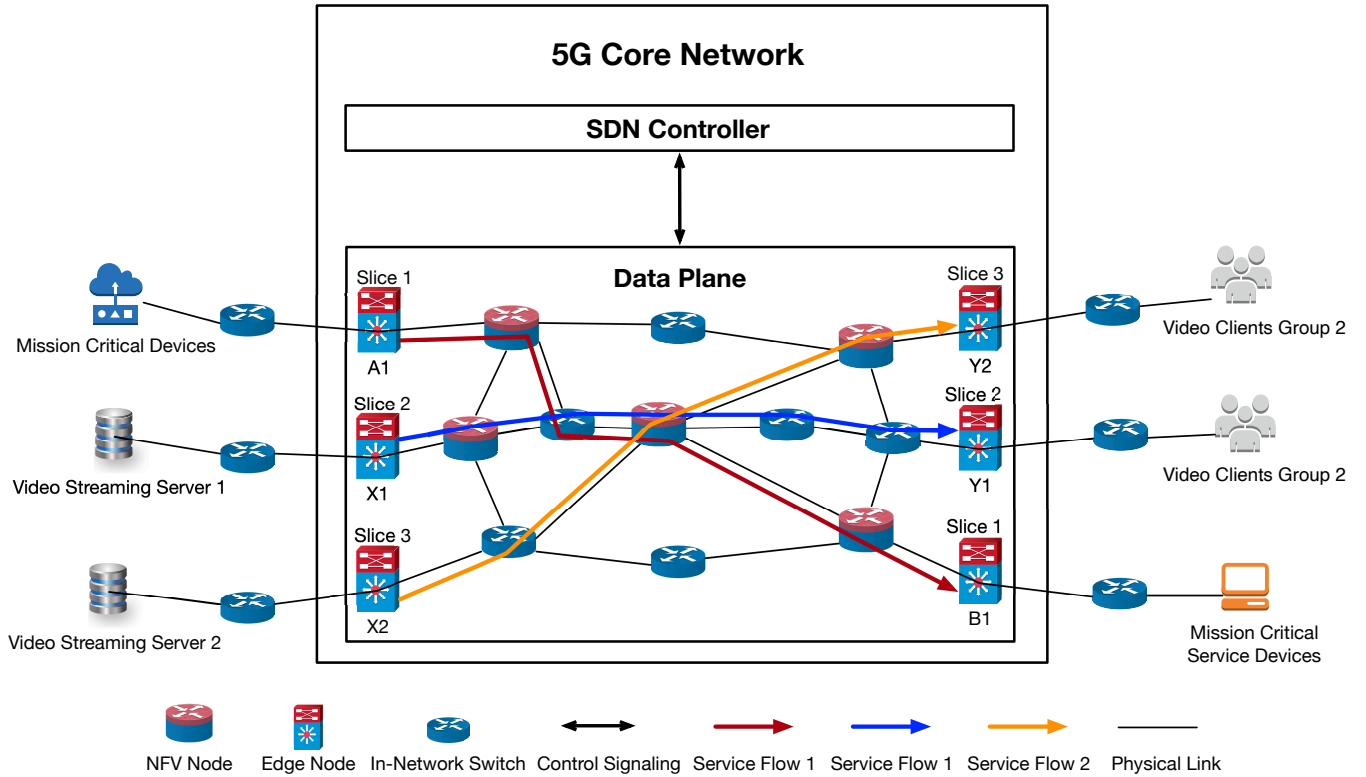 5G Core Network
SDN Controller
Data Plane
Slice 1
Slice 3
Mission Critical Devices
A1
Y2
Video Clients Group 2
Slice 2
Slice 2
Video Streaming Server 1
X1
Y1
Video Clients Group 2
Slice 3
Slice 1
Video Streaming Server 2
X2
B1
Mission Critical
Service Devices
NFV Node
Edge Node
In-Network Switch
Control Signaling
Service Flow 1
Service Flow 1
Service Flow 2
Physical Link